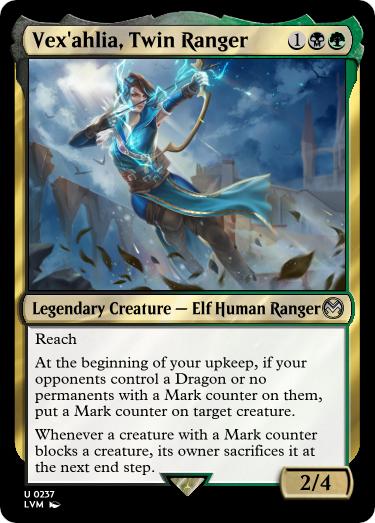 Vex'ahlia, Twin Ranger 1
Legendary Creature — Elf Human Ranger
Reach
At the beginning of your upkeep, if your
opponents control a Dragon or no
permanents with a Mark counter on them,
put a Mark counter on target creature.
Whenever a creature with a Mark counter
blocks a creature, its owner sacrifices it at
the next end step.
2/4
U 0237
LVM